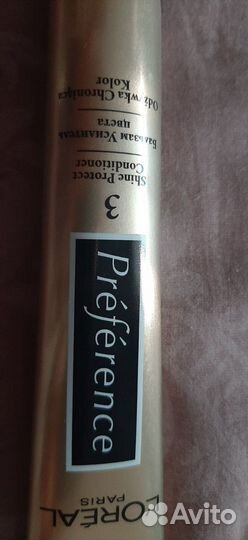 L'ORÉAL
PARIS
Préférence
3
Shine Protect
Conditioner
Бальзам Усилитель
цвета
Odżywka Chroniąca
Kolor
Avito